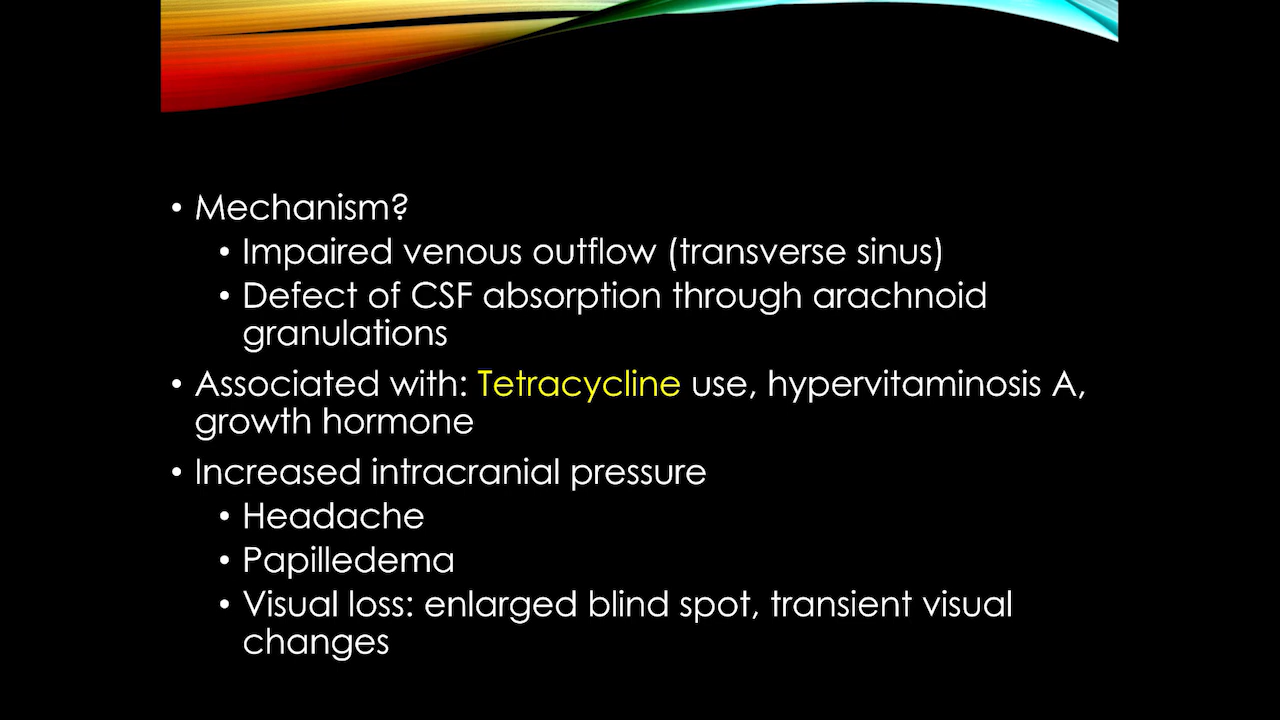 • Mechanism?
• Impaired venous outflow (transverse sinus)
• Defect of CSF absorption through arachnoid
granulations
• Associated with: Tetracycline use, hypervitaminosis A,
growth hormone
• Increased intracranial pressure
• Headache
• Papilledema
• Visual loss: enlarged blind spot, transient visual
changes